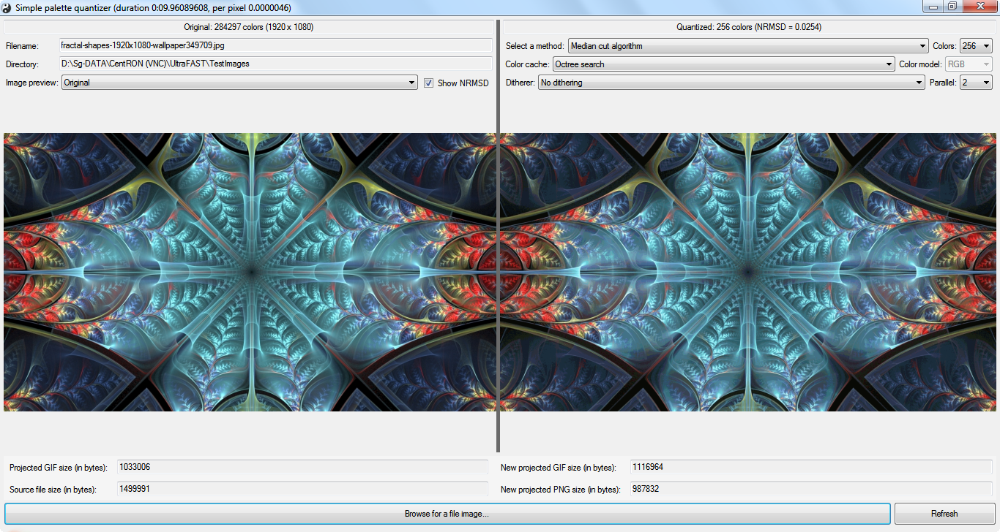 Simple palette quantizer (duration 0:09.96089608, per pixel 0.0000046)
Original: 284297 colors (1920 x 1080)
Filename: fractal-shapes-1920x1080-wallpaper349709.jpg
Directory: D:\Sg-DATA\CentRON (VNC)\UltraFAST\TestImages
Image preview: Original Show NRMSD
Quantized: 256 colors (NRMSD = 0.0254)
Select a method: Median cut algorithm Colors: 256
Color cache: Octree search Color model: RGB
Ditherer: No dithering Parallel: 2
Projected GIF size (in bytes): 1033006
Source file size (in bytes): 1499991
New projected GIF size (in bytes): 1116964
New projected PNG size (in bytes): 987832
Browse for a file image... Refresh